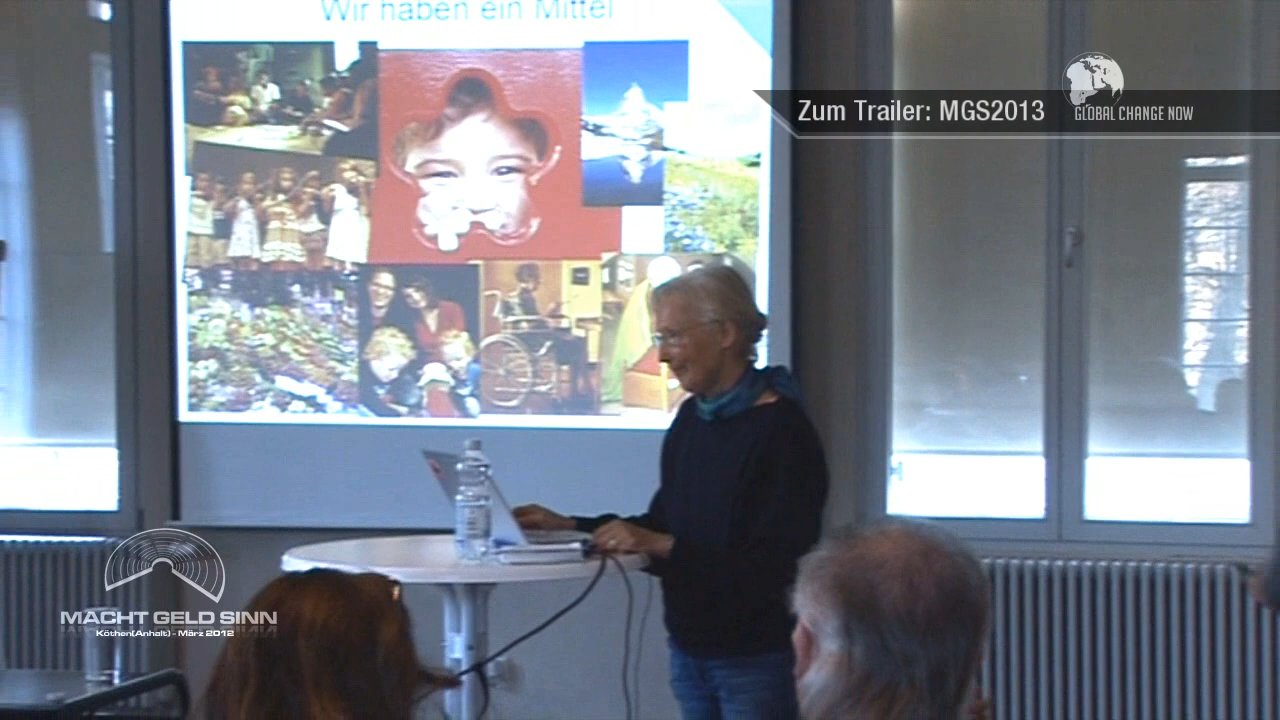 Wir haben ein Mittel
Zum Trailer: MGS2013
GLOBAL CHANGE NOW
MACHT GELD SINN
Köthen(Anhalt) - März 2012